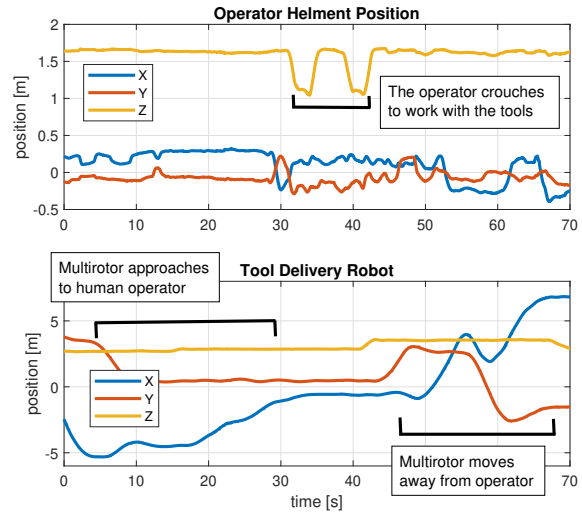 Operator Helment Position
2
1.5
1
0.5
0
-0.5
position [m]
X
Y
Z
The operator crouches
to work with the tools
0 10 20 30 40 50 60 70
Multirotor approaches
to human operator
Tool Delivery Robot
5
0
-5
position [m]
X
Y
Z
Multirotor moves
away from operator
0 10 20 30 40 50 60 70
time [s]